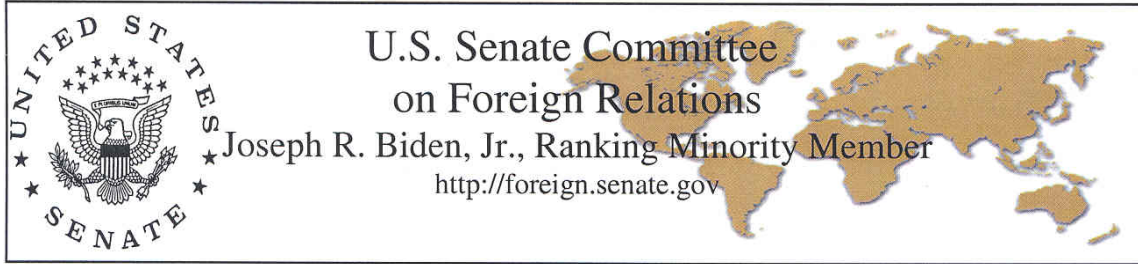 UNITED STATES
SENATE
E PLURIBUS UNUM
U.S. Senate Committee
on Foreign Relations
Joseph R. Biden, Jr., Ranking Minority Member
http://foreign.senate.gov